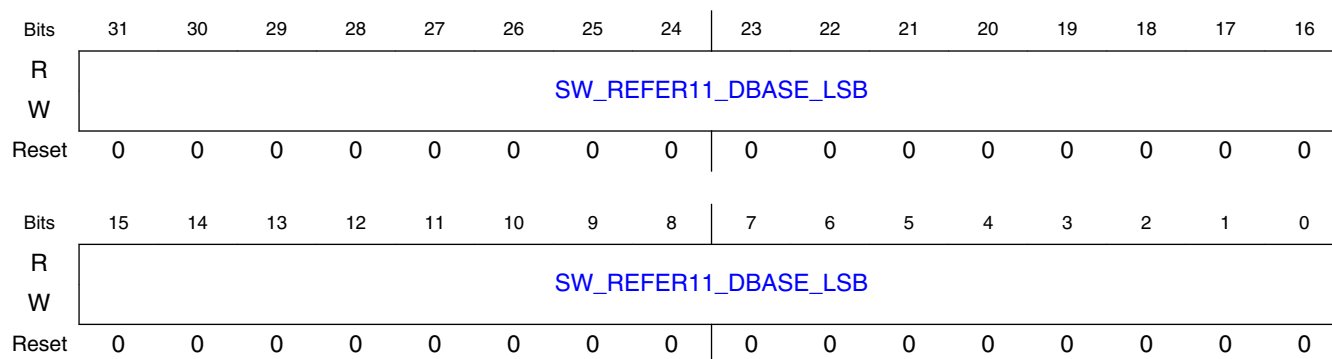 Bits 31 30 29 28 27 26 25 24 23 22 21 20 19 18 17 16
R
SW_REFER11_DBASE_LSB
W
Reset 0 0 0 0 0 0 0 0 0 0 0 0 0 0 0 0
Bits 15 14 13 12 11 10 9 8 7 6 5 4 3 2 1 0
R
SW_REFER11_DBASE_LSB
W
Reset 0 0 0 0 0 0 0 0 0 0 0 0 0 0 0 0